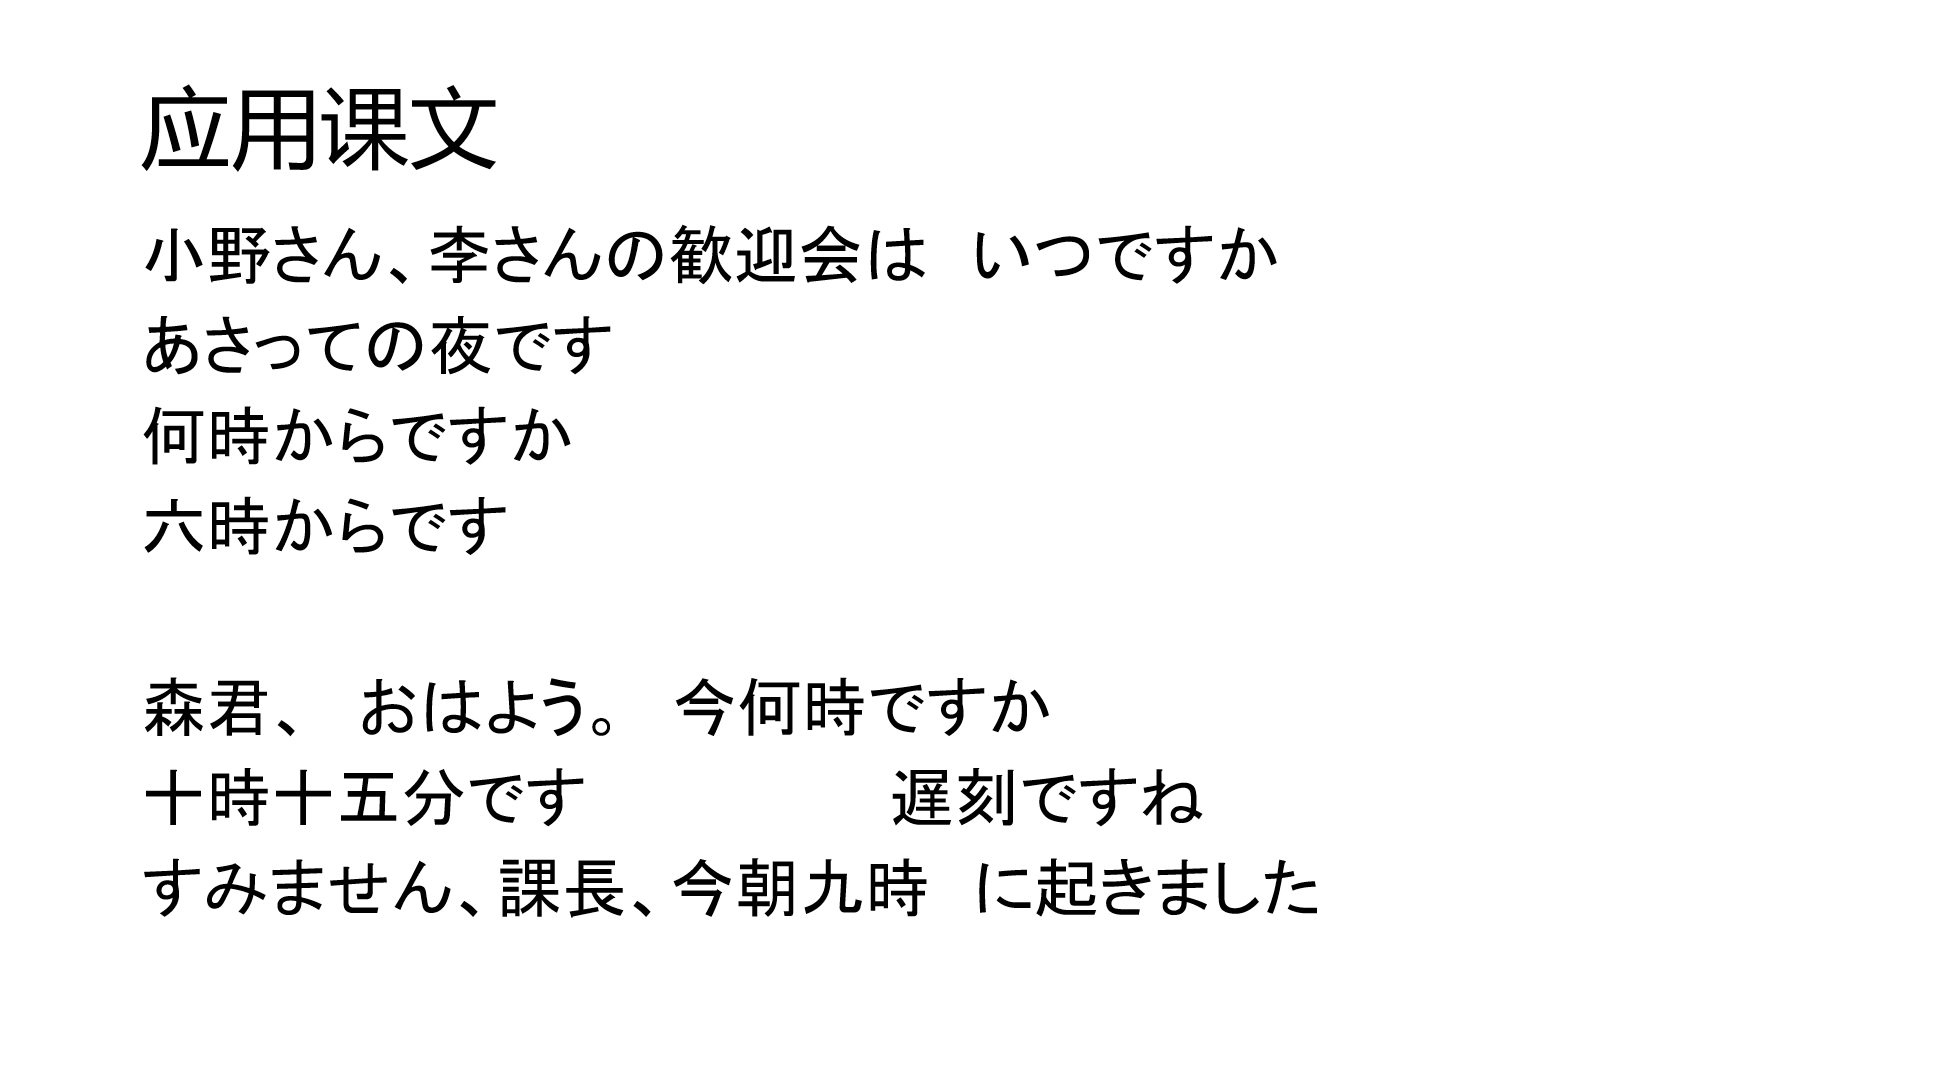 应用课文
小野さん、李さんの歓迎会は　いつですか
あさっての夜です
何時からですか
六時からです
森君、　おはよう。　今何時ですか
十時十五分です　　　　　遅刻ですね
すみません、課長、今朝九時　に起きました